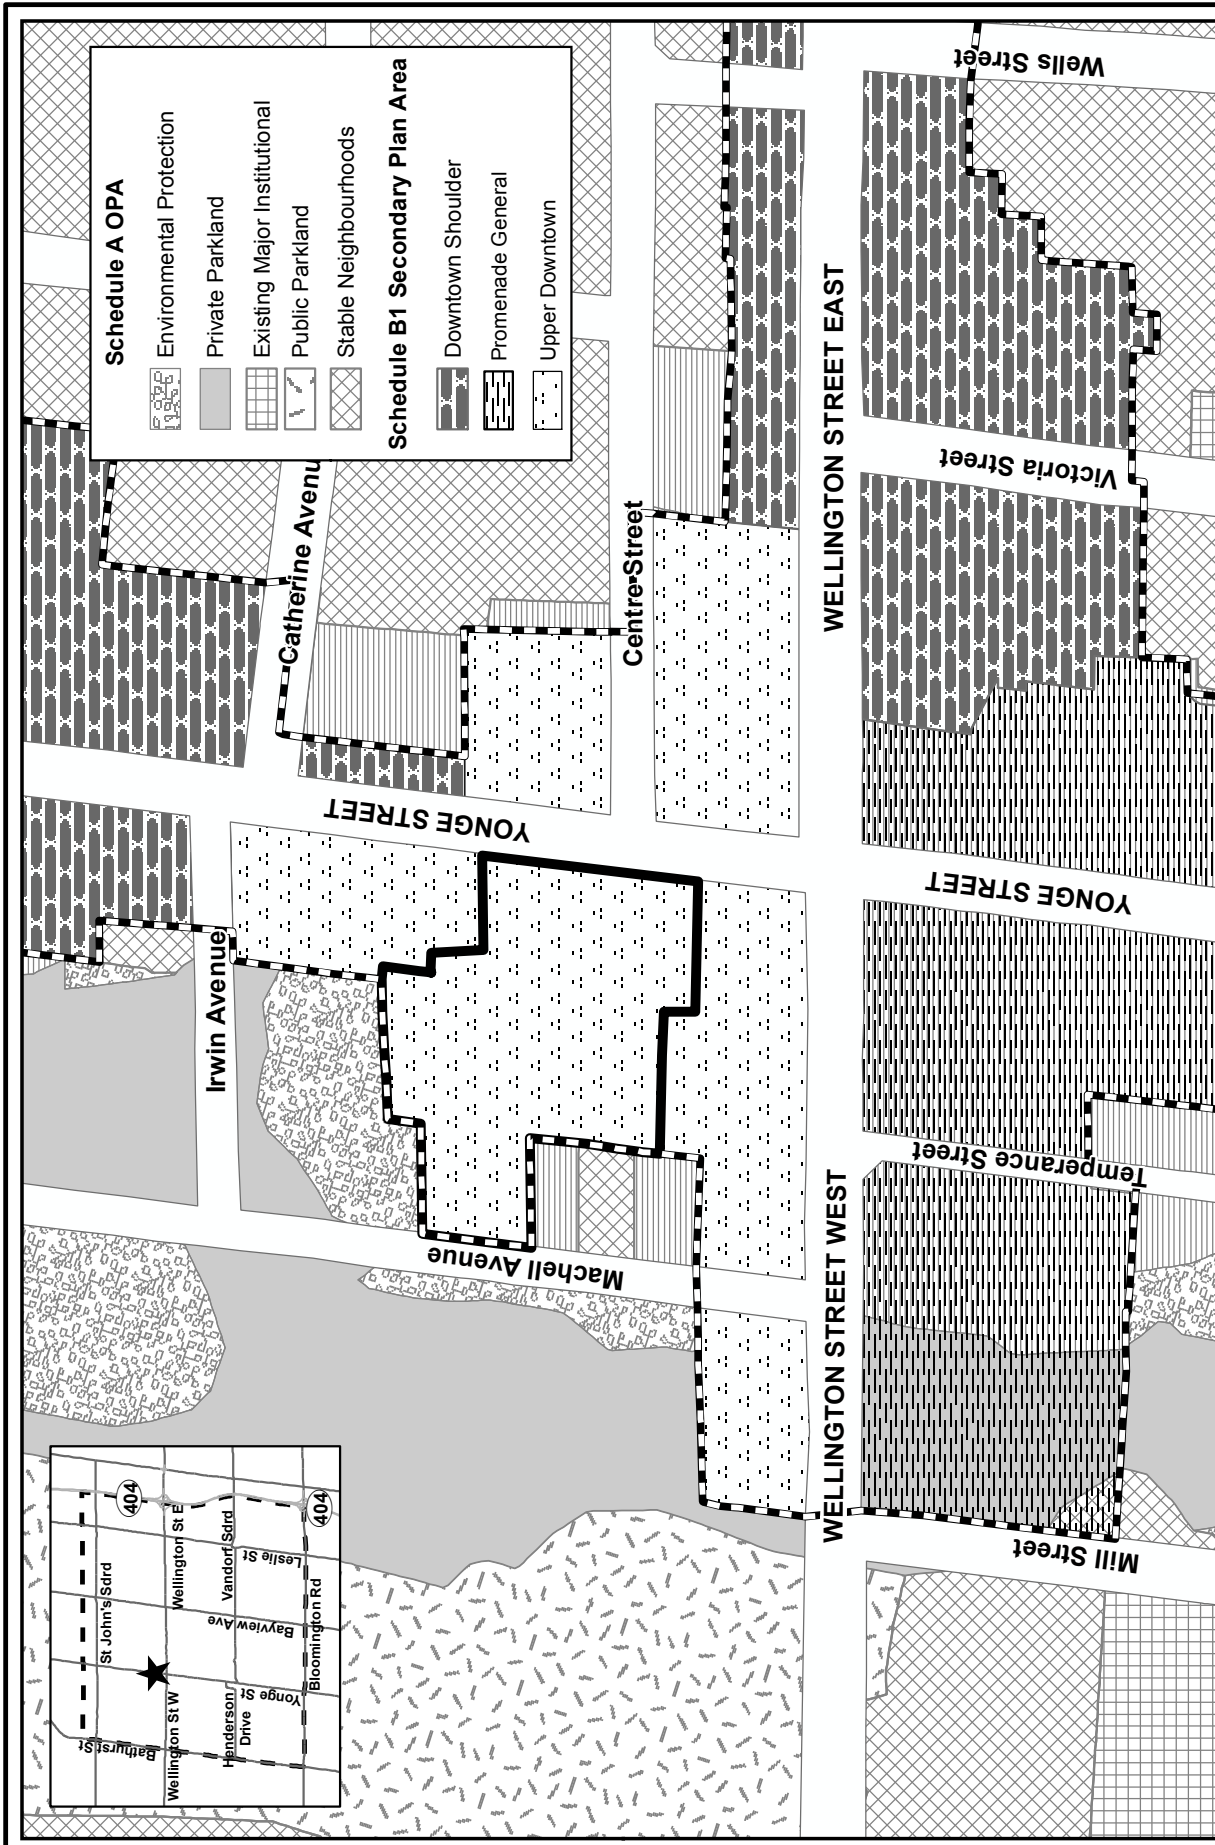 Schedule A OPA
Environmental Protection
Private Parkland
Existing Major Institutional
Public Parkland
Stable Neighbourhoods
Schedule B1 Secondary Plan Area
Downtown Shoulder
Promenade General
Upper Downtown
Catherine Avenu
Centre Street
WELLINGTON STREET EAST
Wells Street
Victoria Street
YONGE STREET
YONGE STREET
Irwin Avenue
Machell Avenue
Temperance Street
WELLINGTON STREET WEST
Mill Street
St John's Sdrd
404
Wellington St E
Vandorf Sdrd
Leslie St
404
Bayview Ave
Bloomington Rd
Yonge St
Wellington St W
Henderson
Drive
Bathurst St